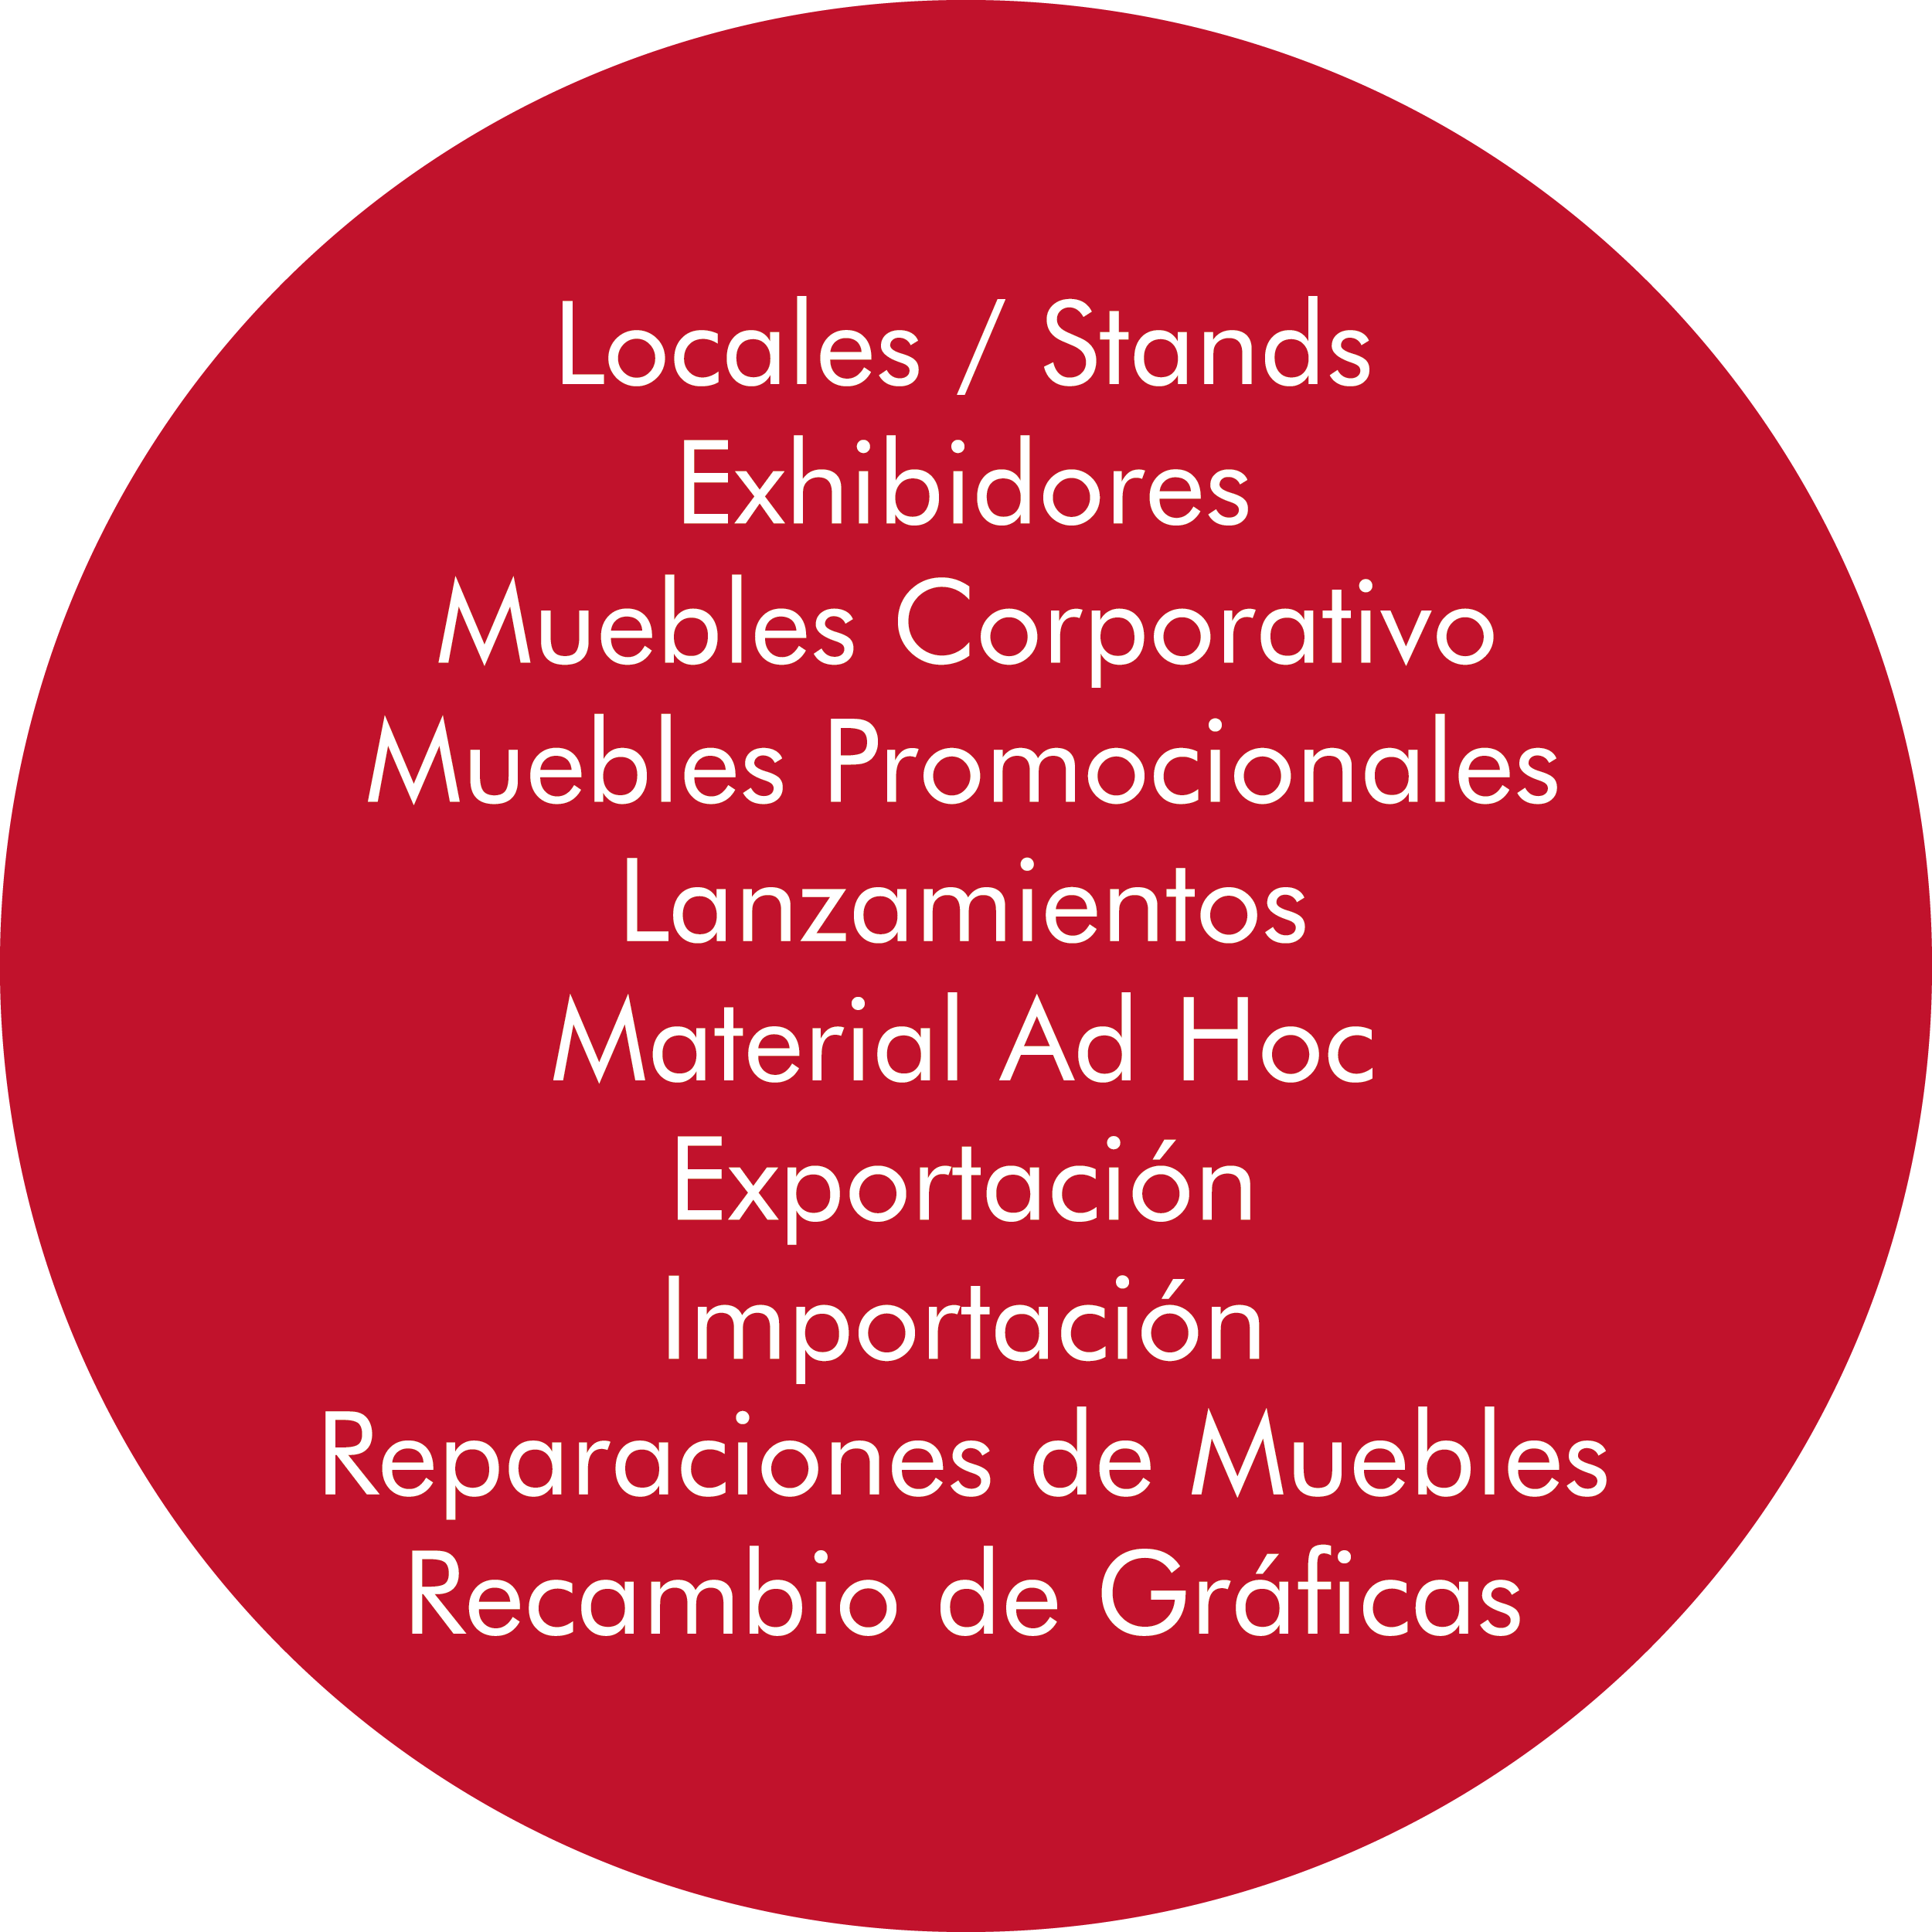 Locales / Stands
Exhibidores
Muebles Corporativo
Muebles Promocionales
Lanzamientos
Material Ad Hoc
Exportación
Importación
Reparaciones de Muebles
Recambio de Gráficas